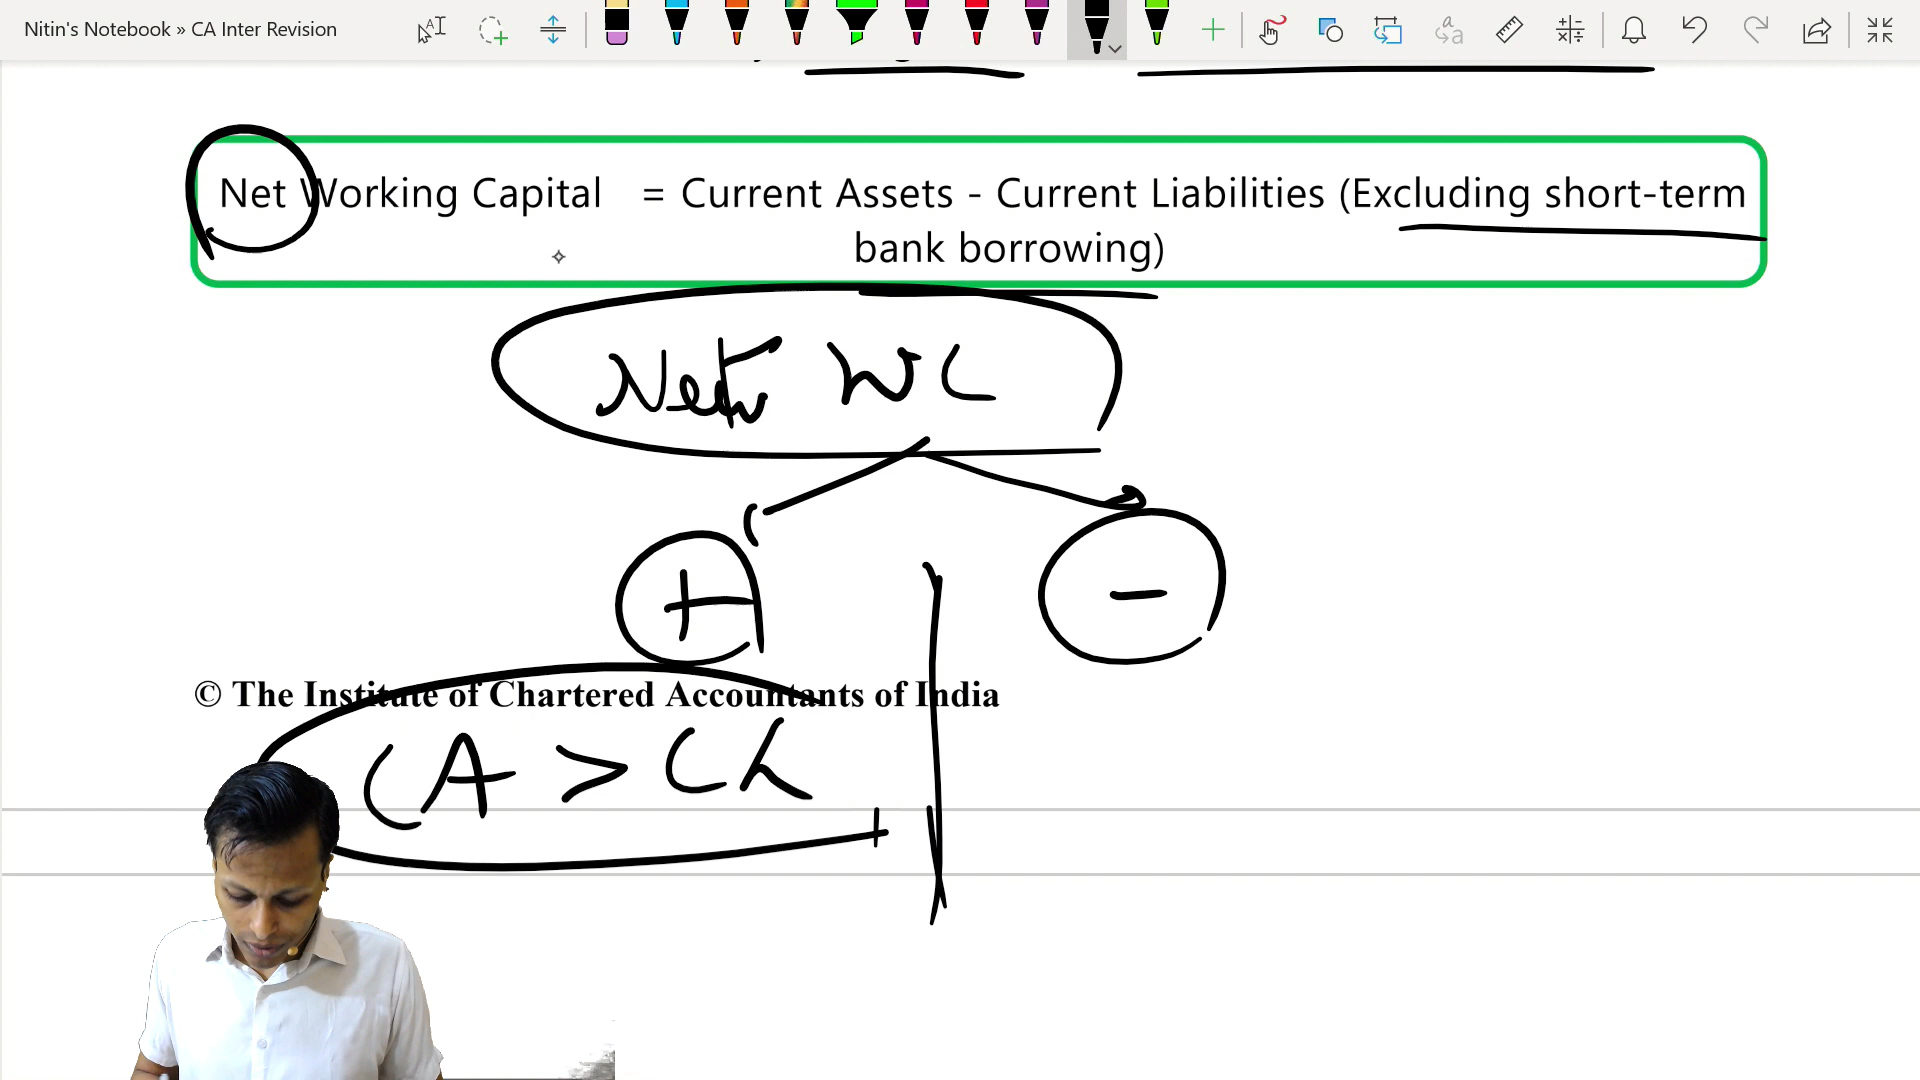 Nitin's Notebook » CA Inter Revision
Net Working Capital = Current Assets - Current Liabilities (Excluding short-term
bank borrowing)
Net WC
+ -
© The Institute of Chartered Accountants of India
CA > CL